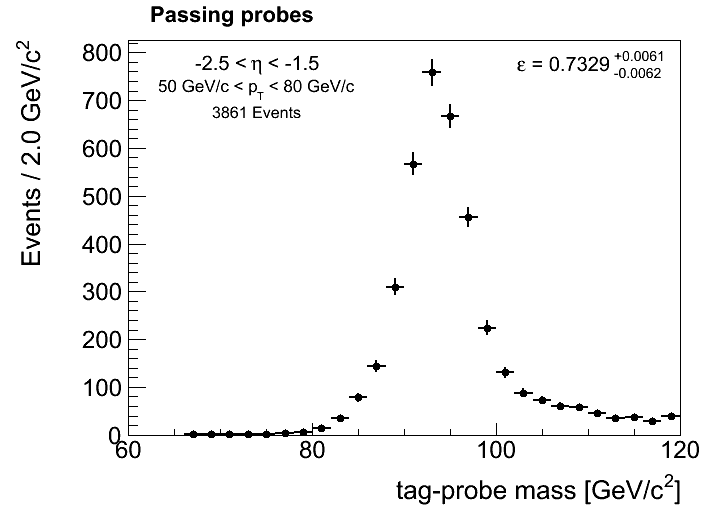 Passing probes
Events / 2.0 GeV/c²
800
700
600
500
400
300
200
100
0
-2.5 < η < -1.5
50 GeV/c < p_T < 80 GeV/c
3861 Events
ε = 0.7329 +0.0061 -0.0062
60 80 100 120
tag-probe mass [GeV/c²]